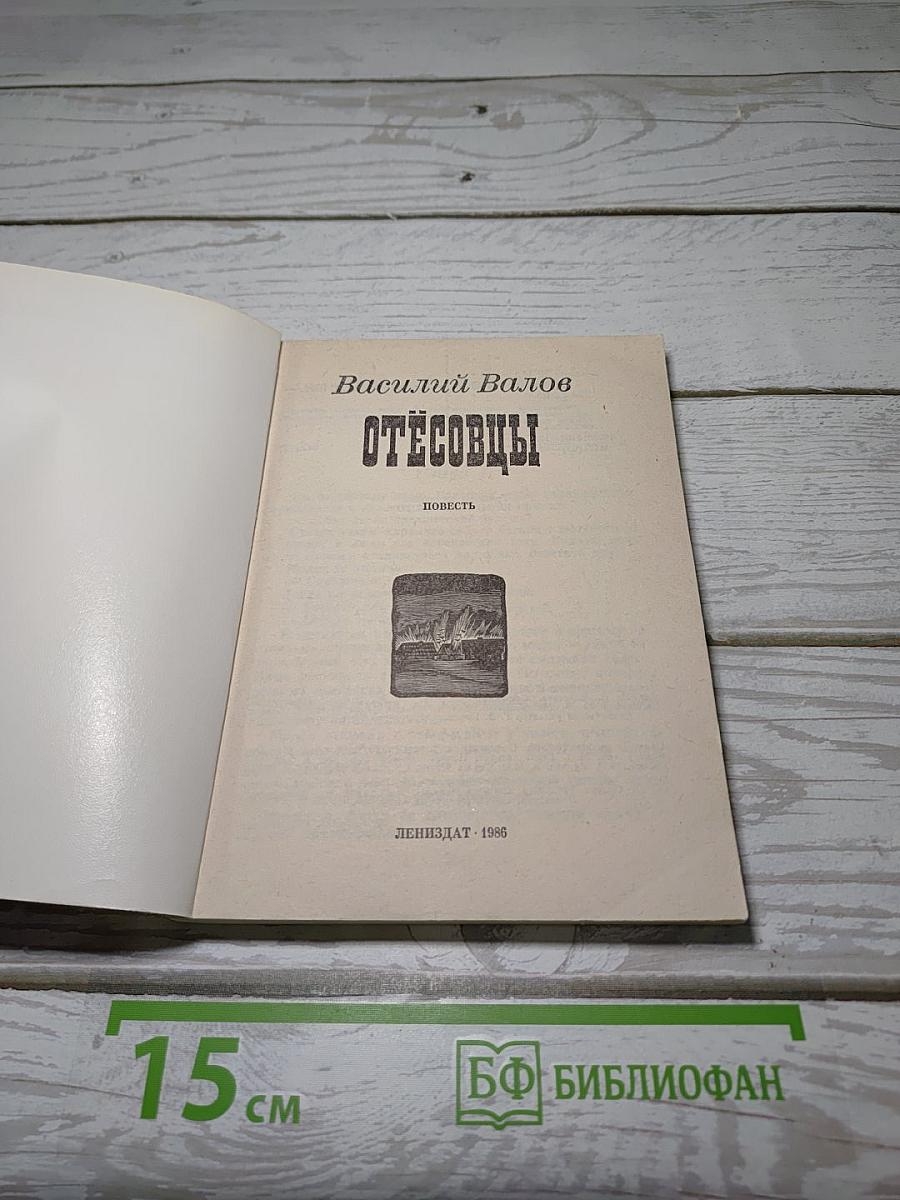 Василий Валов
ОТЁСОВЦЫ
ПОВЕСТЬ
ЛЕНИЗДАТ · 1986
15 см
БФ БИБЛИОФАН